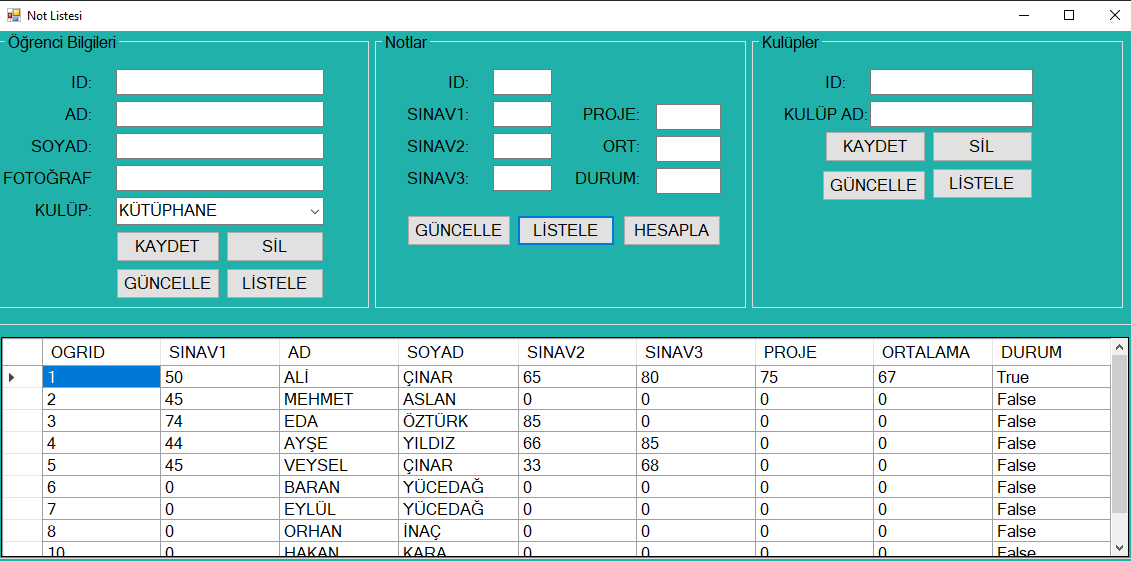 Not Listesi
Öğrenci Bilgileri
ID:
AD:
SOYAD:
FOTOĞRAF
KULÜP: KÜTÜPHANE
KAYDET SİL
GÜNCELLE LİSTELE
Notlar
ID:
SINAV1: PROJE:
SINAV2: ORT:
SINAV3: DURUM:
GÜNCELLE LİSTELE HESAPLA
Kulüpler
ID:
KULÜP AD:
KAYDET SİL
GÜNCELLE LİSTELE
OGRID SINAV1 AD SOYAD SINAV2 SINAV3 PROJE ORTALAMA DURUM
1 50 ALİ ÇINAR 65 80 75 67 True
2 45 MEHMET ASLAN 0 0 0 0 False
3 74 EDA ÖZTÜRK 85 0 0 0 False
4 44 AYŞE YILDIZ 66 85 0 0 False
5 45 VEYSEL ÇINAR 33 68 0 0 False
6 0 BARAN YÜCEDAĞ 0 0 0 0 False
7 0 EYLÜL YÜCEDAĞ 0 0 0 0 False
8 0 ORHAN İNAÇ 0 0 0 0 False
10 0 HAKAN KARA 0 0 0 0 False